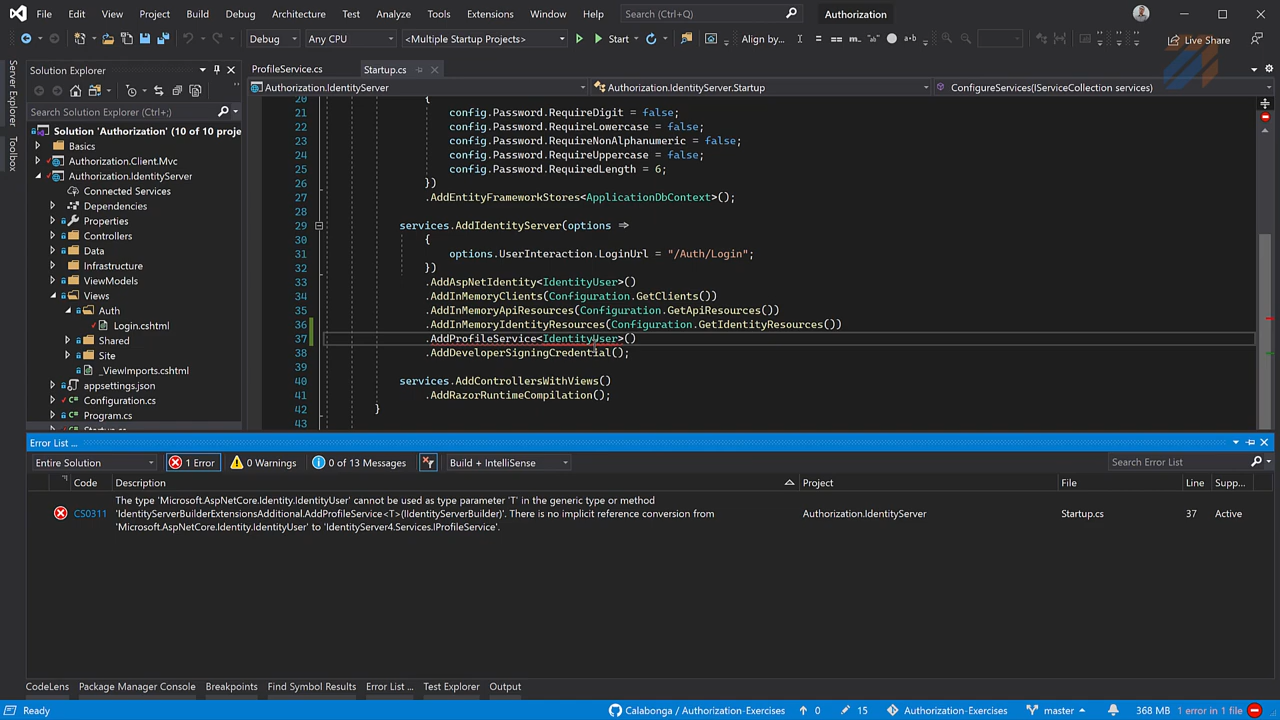 File Edit View Project Build Debug Architecture Test Analyze Tools Extensions Window Help Search (Ctrl+Q) Authorization
Debug Any CPU <Multiple Startup Projects> Start Align by... Live Share
Server Explorer
Toolbox
Solution Explorer
Search Solution Explorer (Ctrl+;)
Solution 'Authorization' (10 of 10 proje
Basics
Authorization.Client.Mvc
Authorization.IdentityServer
Connected Services
Dependencies
Properties
Controllers
Data
Infrastructure
ViewModels
Views
Auth
Login.cshtml
Shared
Site
_ViewImports.cshtml
appsettings.json
Configuration.cs
Program.cs
Startup.cs
ProfileService.cs Startup.cs
Authorization.IdentityServer Authorization.IdentityServer.Startup ConfigureServices(IServiceCollection services)
20 {
21 config.Password.RequireDigit = false;
22 config.Password.RequireLowercase = false;
23 config.Password.RequireNonAlphanumeric = false;
24 config.Password.RequireUppercase = false;
25 config.Password.RequiredLength = 6;
26 })
27 .AddEntityFrameworkStores<ApplicationDbContext>();
28
29 services.AddIdentityServer(options =>
30 {
31 options.UserInteraction.LoginUrl = "/Auth/Login";
32 })
33 .AddAspNetIdentity<IdentityUser>()
34 .AddInMemoryClients(Configuration.GetClients())
35 .AddInMemoryApiResources(Configuration.GetApiResources())
36 .AddInMemoryIdentityResources(Configuration.GetIdentityResources())
37 .AddProfileService<IdentityUser>()
38 .AddDeveloperSigningCredential();
39
40 services.AddControllersWithViews()
41 .AddRazorRuntimeCompilation();
42 }
43
Error List ...
Entire Solution 1 Error 0 Warnings 0 of 13 Messages Build + IntelliSense Search Error List
Code Description Project File Line Supp...
CS0311 The type 'Microsoft.AspNetCore.Identity.IdentityUser' cannot be used as type parameter 'T' in the generic type or method
'IdentityServerBuilderExtensionsAdditional.AddProfileService<T>(IIdentityServerBuilder)'. There is no implicit reference conversion from
'Microsoft.AspNetCore.Identity.IdentityUser' to 'IdentityServer4.Services.IProfileService'.
Authorization.IdentityServer Startup.cs 37 Active
CodeLens Package Manager Console Breakpoints Find Symbol Results Error List ... Test Explorer Output
Ready Calabonga / Authorization-Exercises 0 15 Authorization-Exercises master 368 MB 1 error in 1 file